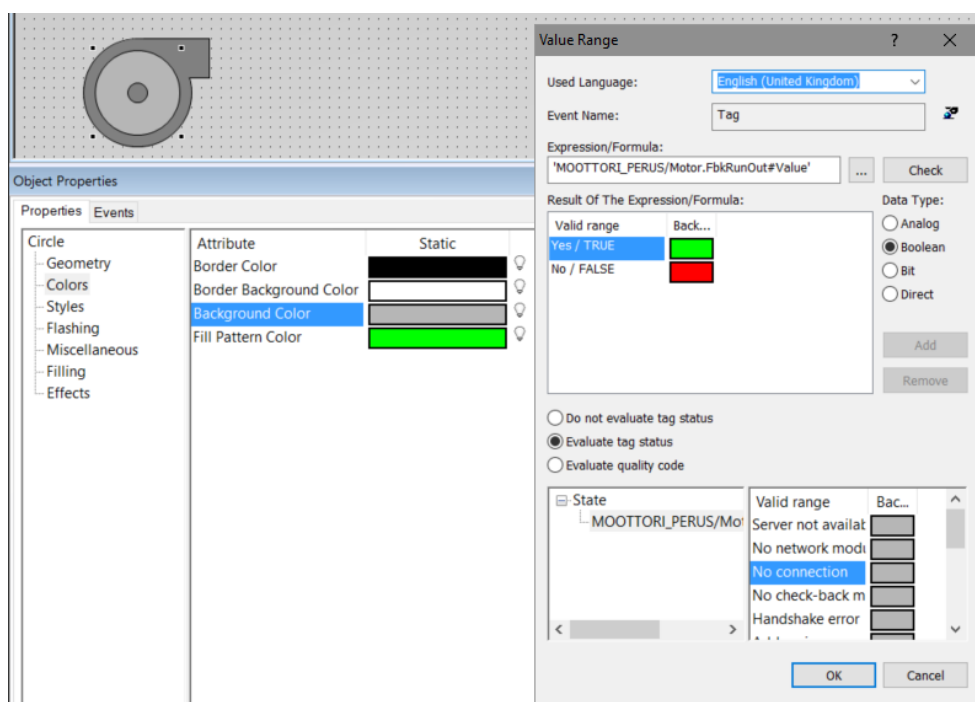 Value Range ? X
Used Language: English (United Kingdom)
Event Name: Tag
Expression/Formula:
'MOOTTORI_PERUS/Motor.FbkRunOut#Value' ... Check
Result Of The Expression/Formula: Data Type:
Valid range Back...
Yes / TRUE
No / FALSE
Analog
Boolean
Bit
Direct
Add
Remove
Do not evaluate tag status
Evaluate tag status
Evaluate quality code
State
MOOTTORI_PERUS/Mot
Valid range Bac...
Server not availab
No network modu
No connection
No check-back m
Handshake error
OK Cancel
Object Properties
Properties Events
Circle
Geometry
Colors
Styles
Flashing
Miscellaneous
Filling
Effects
Attribute Static
Border Color
Border Background Color
Background Color
Fill Pattern Color